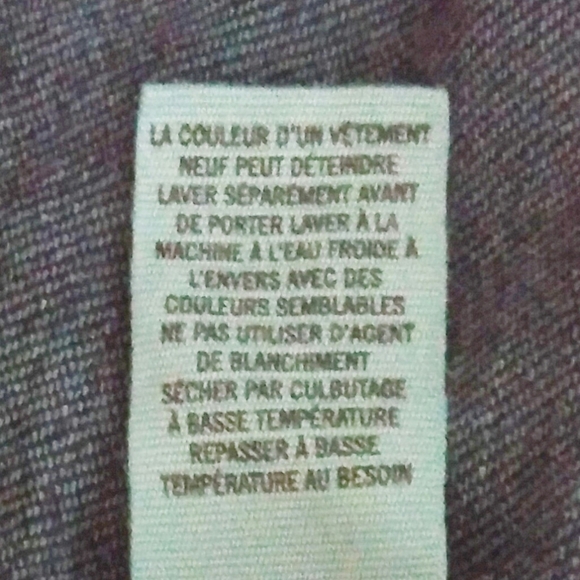 LA COULEUR D'UN VÊTEMENT
NEUF PEUT DÉTEINDRE
LAVER SÉPARÉMENT AVANT
DE PORTER LAVER À LA
MACHINE À L'EAU FROIDE À
L'ENVERS AVEC DES
COULEURS SEMBLABLES
NE PAS UTILISER D'AGENT
DE BLANCHIMENT
SÉCHER PAR CULBUTAGE
À BASSE TEMPÉRATURE
REPASSER À BASSE
TEMPÉRATURE AU BESOIN